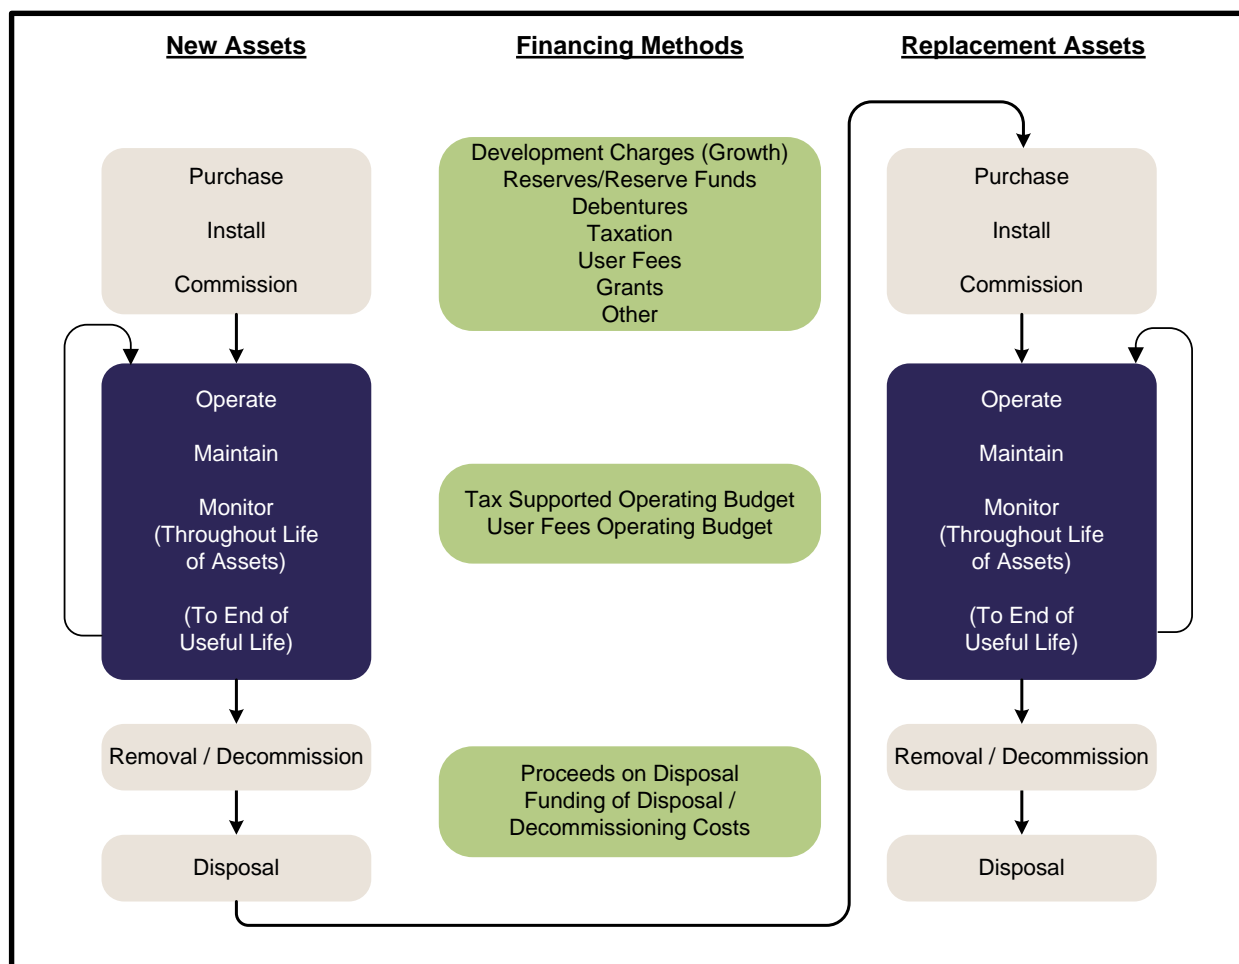 New Assets
Financing Methods
Replacement Assets
Purchase
Install
Commission
Operate
Maintain
Monitor
(Throughout Life
of Assets)
(To End of
Useful Life)
Removal / Decommission
Disposal
Development Charges (Growth)
Reserves/Reserve Funds
Debentures
Taxation
User Fees
Grants
Other
Tax Supported Operating Budget
User Fees Operating Budget
Proceeds on Disposal
Funding of Disposal /
Decommissioning Costs
Purchase
Install
Commission
Operate
Maintain
Monitor
(Throughout Life
of Assets)
(To End of
Useful Life)
Removal / Decommission
Disposal